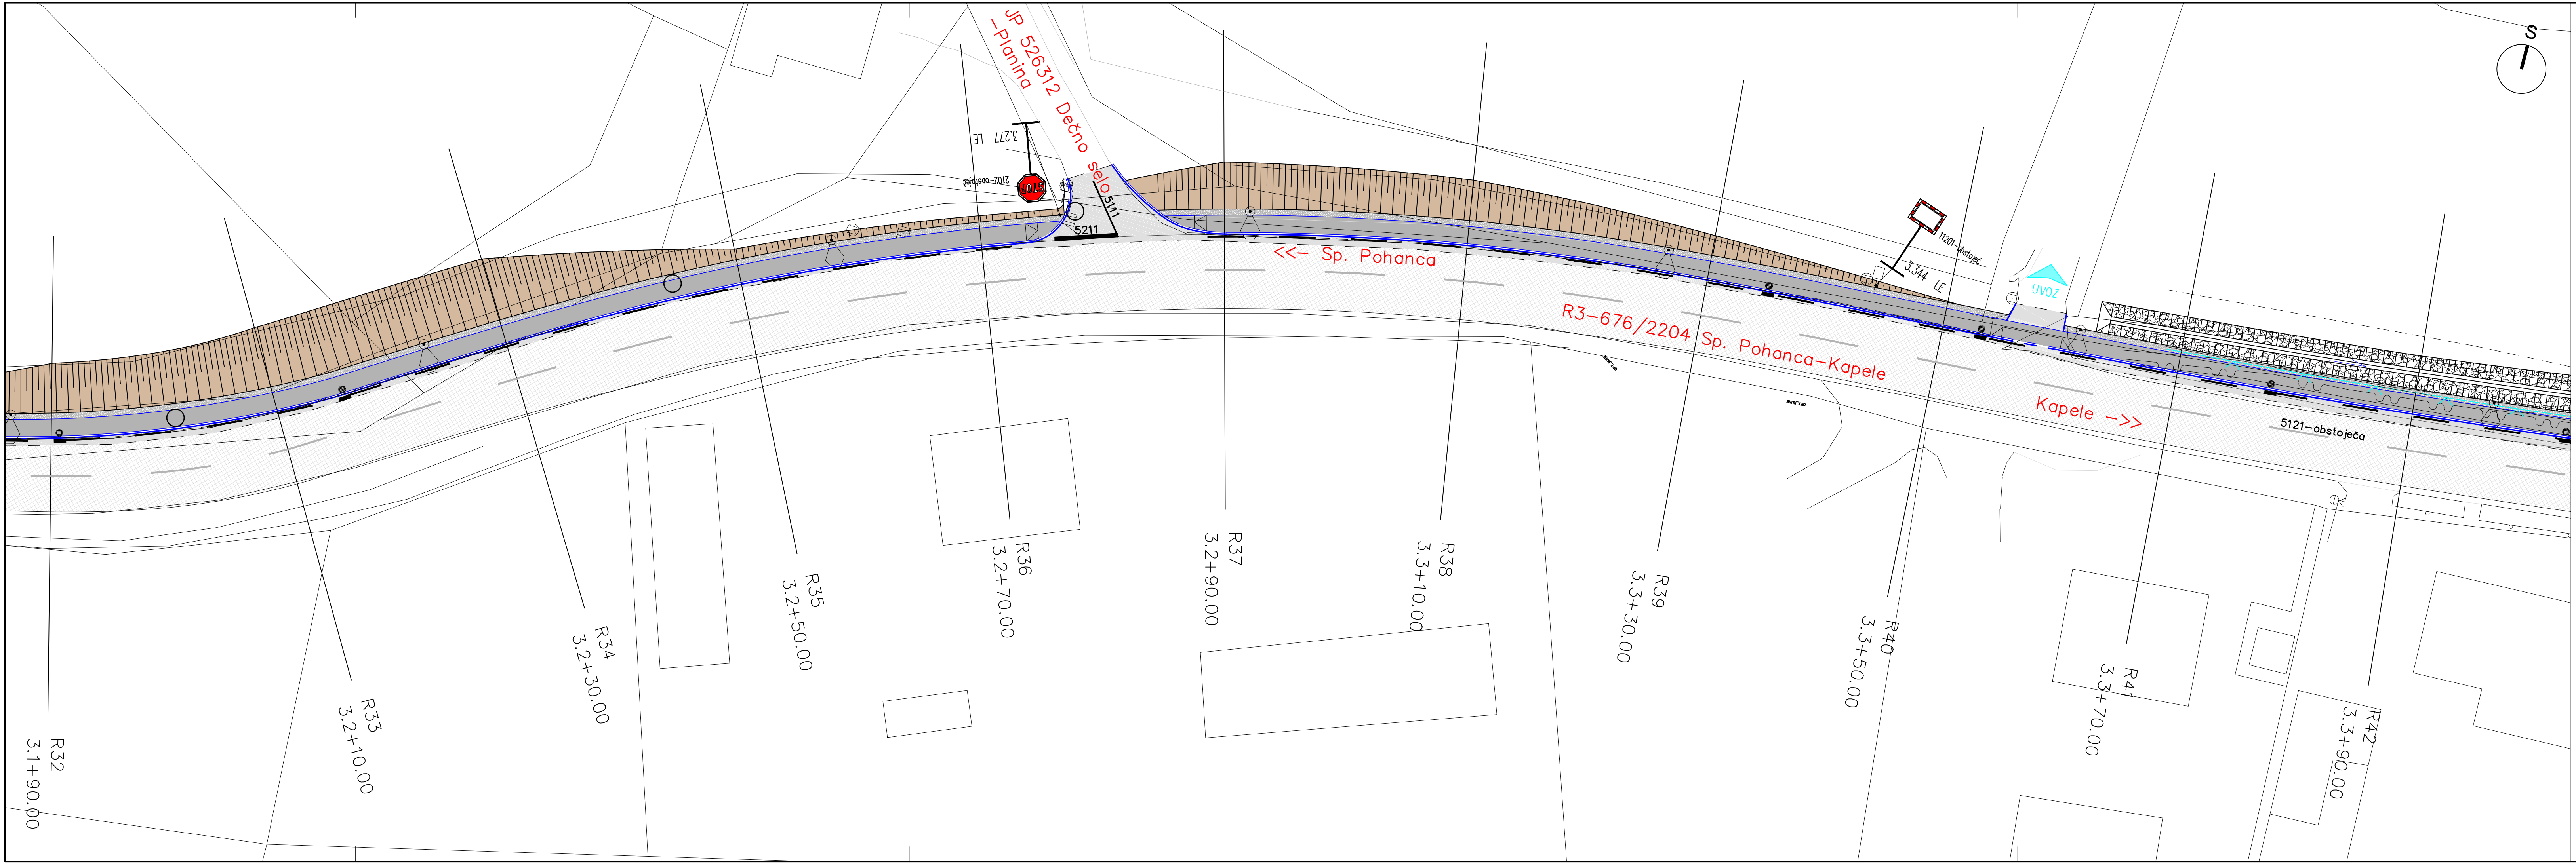 S
JP 526312 Dečno selo
-Planina
3.277 LE
2102-obstoječ
STOP
5111
5211
<<- Sp. Pohanca
11201-obstoječ
3.344 LE
UVOZ
R3-676/2204 Sp. Pohanca-Kapele
Kapele ->>
5121-obstoječa
R32
3.1+90.00
R33
3.2+10.00
R34
3.2+30.00
R35
3.2+50.00
R36
3.2+70.00
R37
3.2+90.00
R38
3.3+10.00
R39
3.3+30.00
R40
3.3+50.00
R41
3.3+70.00
R42
3.3+90.00